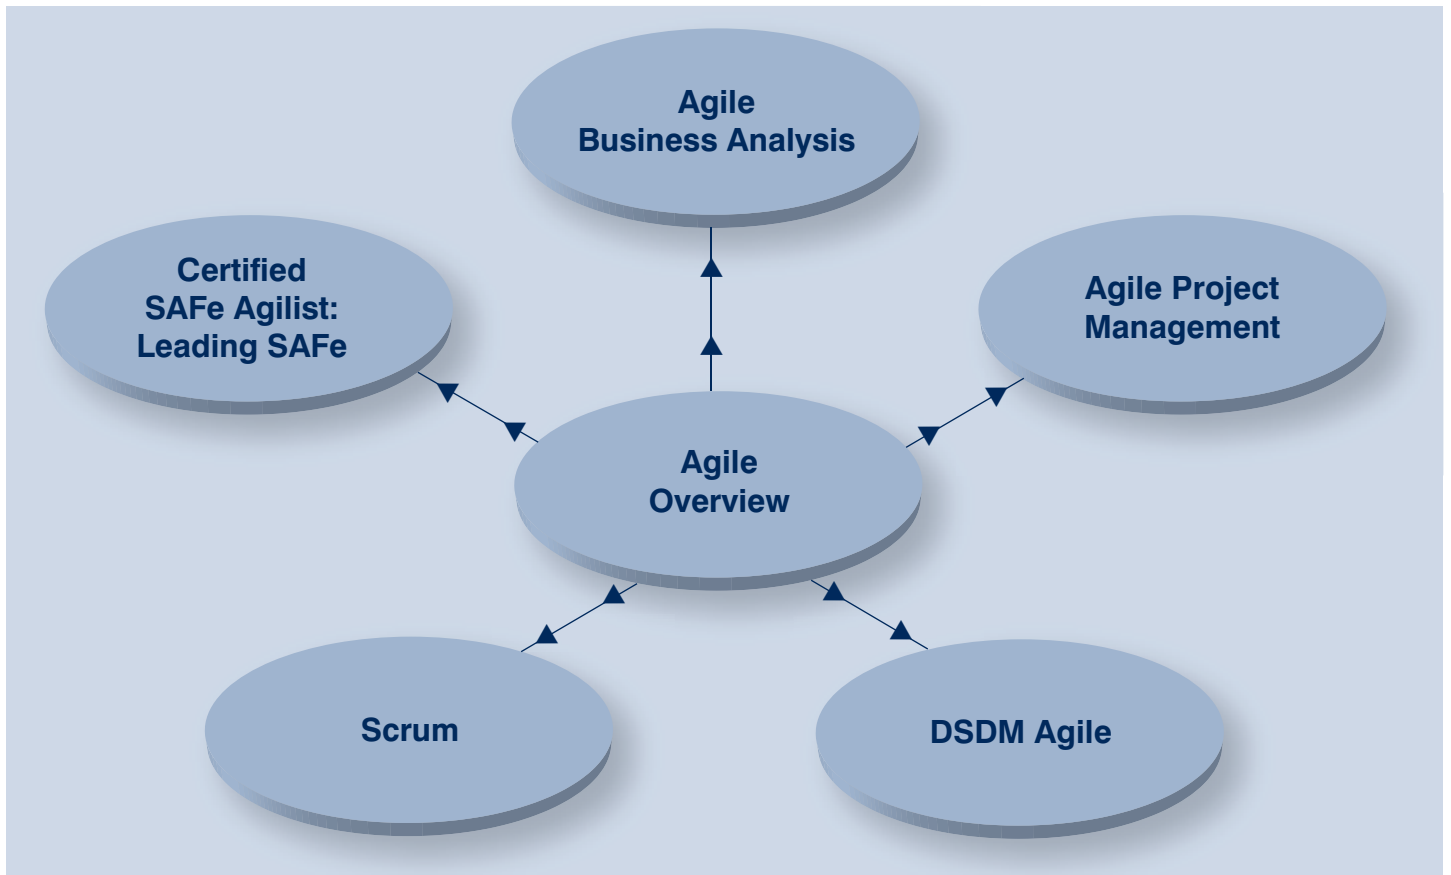 Agile
Business Analysis
Certified
SAFe Agilist:
Leading SAFe
Agile Project
Management
Agile
Overview
Scrum
DSDM Agile